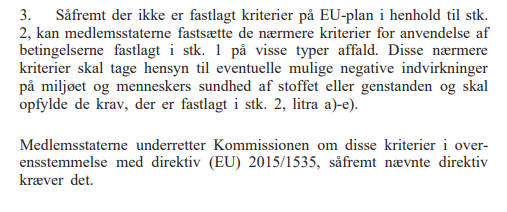 3. Såfremt der ikke er fastlagt kriterier på EU-plan i henhold til stk.
2, kan medlemsstaterne fastsætte de nærmere kriterier for anvendelse af
betingelserne fastlagt i stk. 1 på visse typer affald. Disse nærmere
kriterier skal tage hensyn til eventuelle mulige negative indvirkninger
på miljøet og menneskers sundhed af stoffet eller genstanden og skal
opfylde de krav, der er fastlagt i stk. 2, litra a)-e).
Medlemsstaterne underretter Kommissionen om disse kriterier i over-
ensstemmelse med direktiv (EU) 2015/1535, såfremt nævnte direktiv
kræver det.